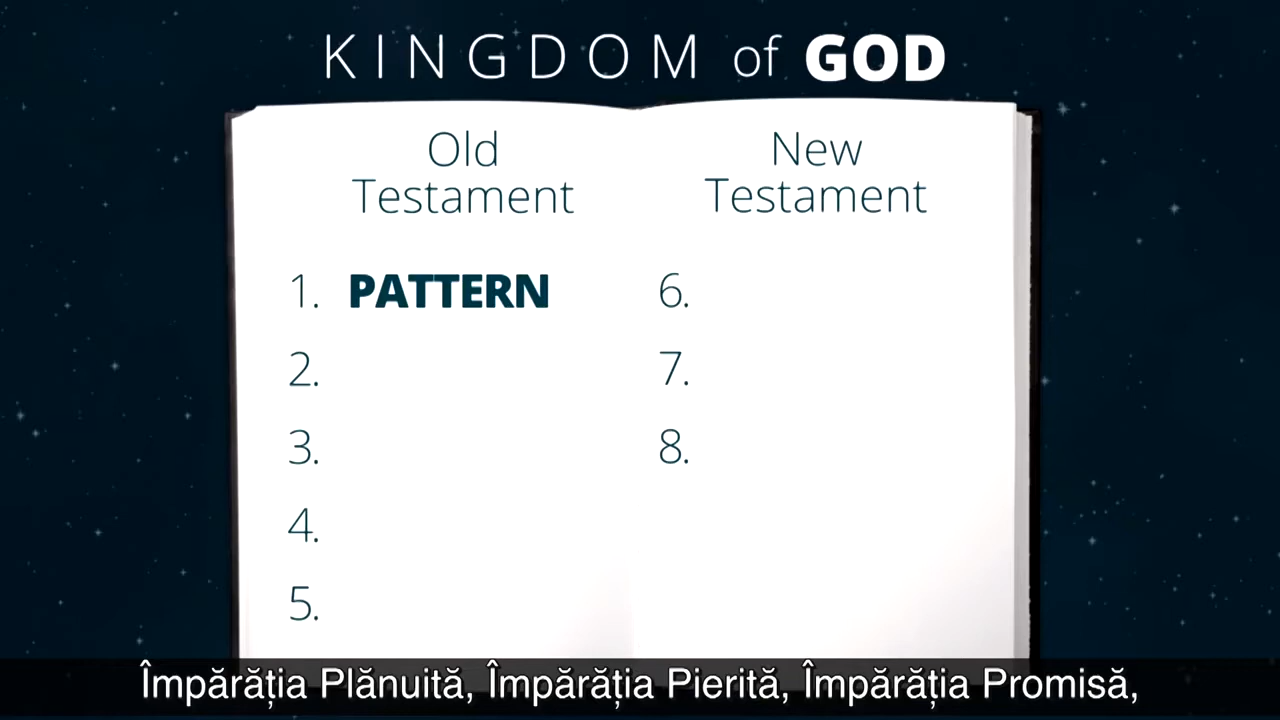 KINGDOM of GOD
Old
Testament
1. PATTERN
2.
3.
4.
5.
New
Testament
6.
7.
8.
Împărăția Plănuită, Împărăția Pierită, Împărăția Promisă,